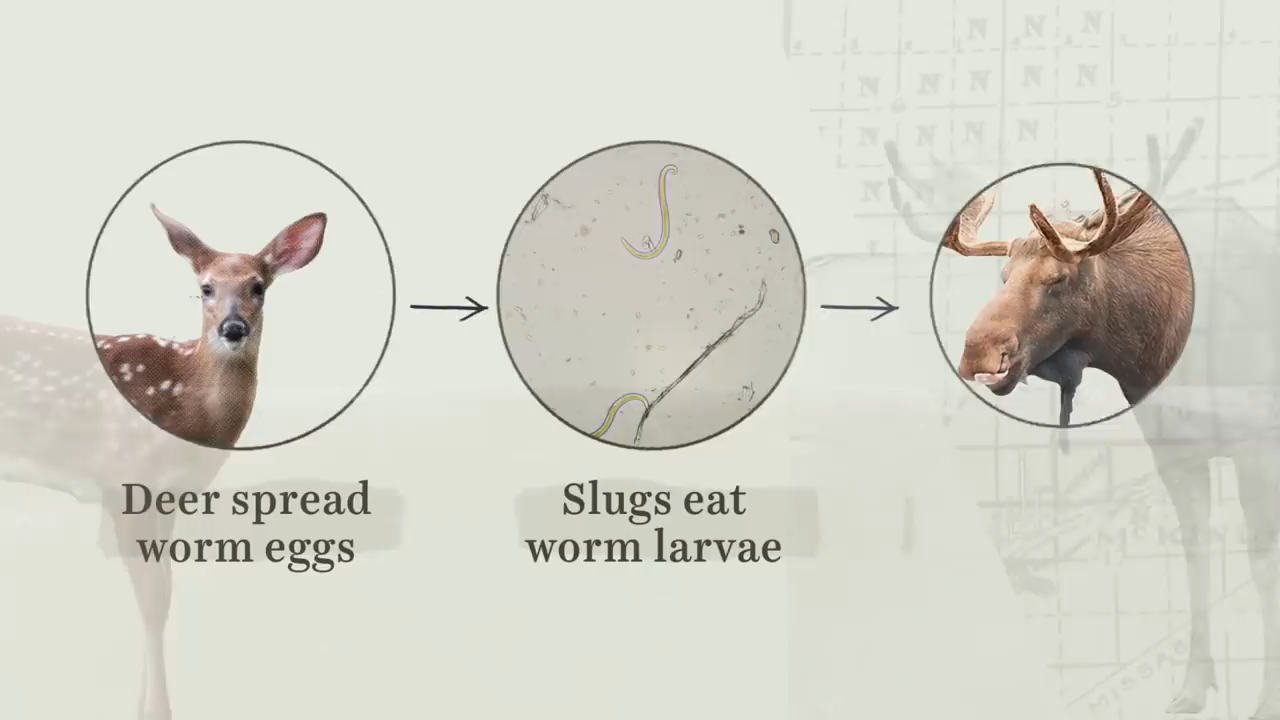 N N N
N N N N N
N N N N
N N
Deer spread
worm eggs
Slugs eat
worm larvae